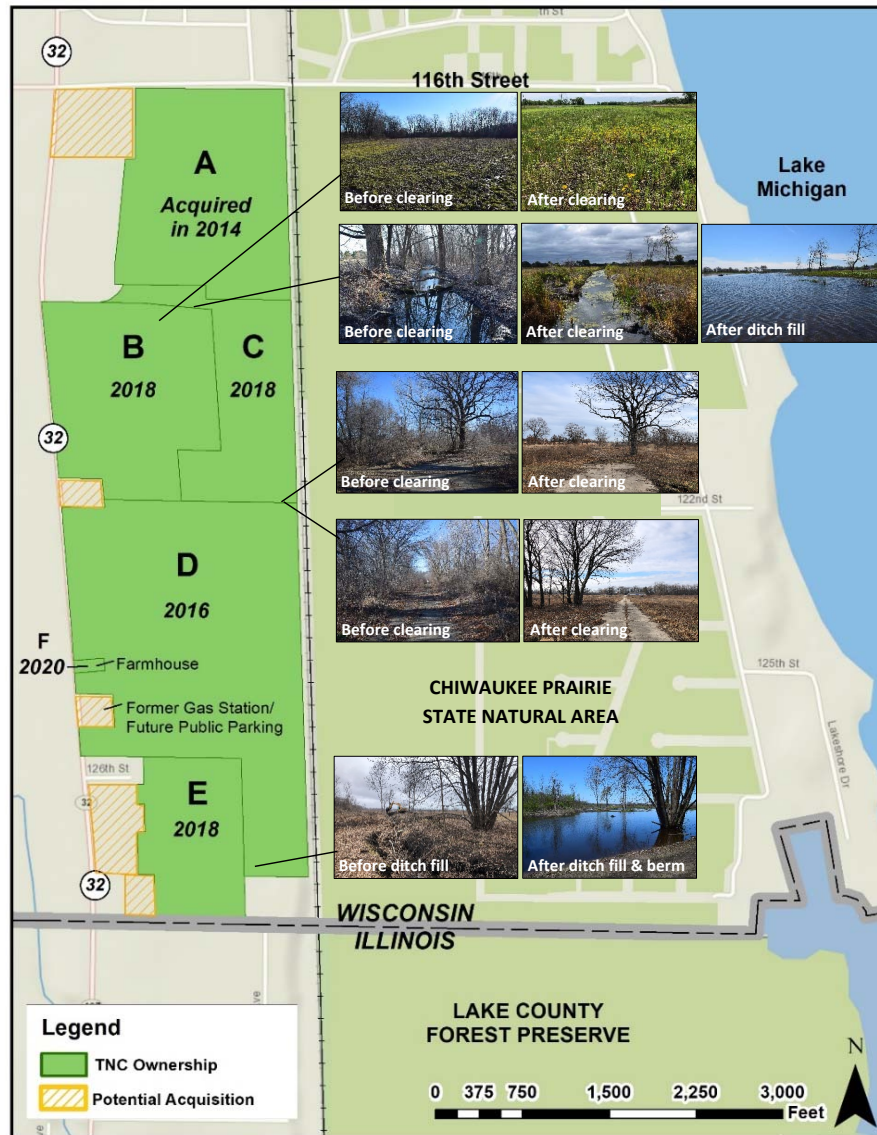 th St
32
116th Street
A
Acquired
in 2014
Before clearing
After clearing
Lake
Michigan
Before clearing
After clearing
After ditch fill
B
2018
C
2018
32
Before clearing
After clearing
122nd St
D
2016
Before clearing
After clearing
F
2020
Farmhouse
125th St
CHIWAUKEE PRAIRIE
STATE NATURAL AREA
Former Gas Station/
Future Public Parking
Lakeshore Dr
126th St
E
2018
32
Before ditch fill
After ditch fill & berm
32
WISCONSIN
ILLINOIS
LAKE COUNTY
FOREST PRESERVE
Legend
TNC Ownership
Potential Acquisition
N
0 375 750 1,500 2,250 3,000
Feet